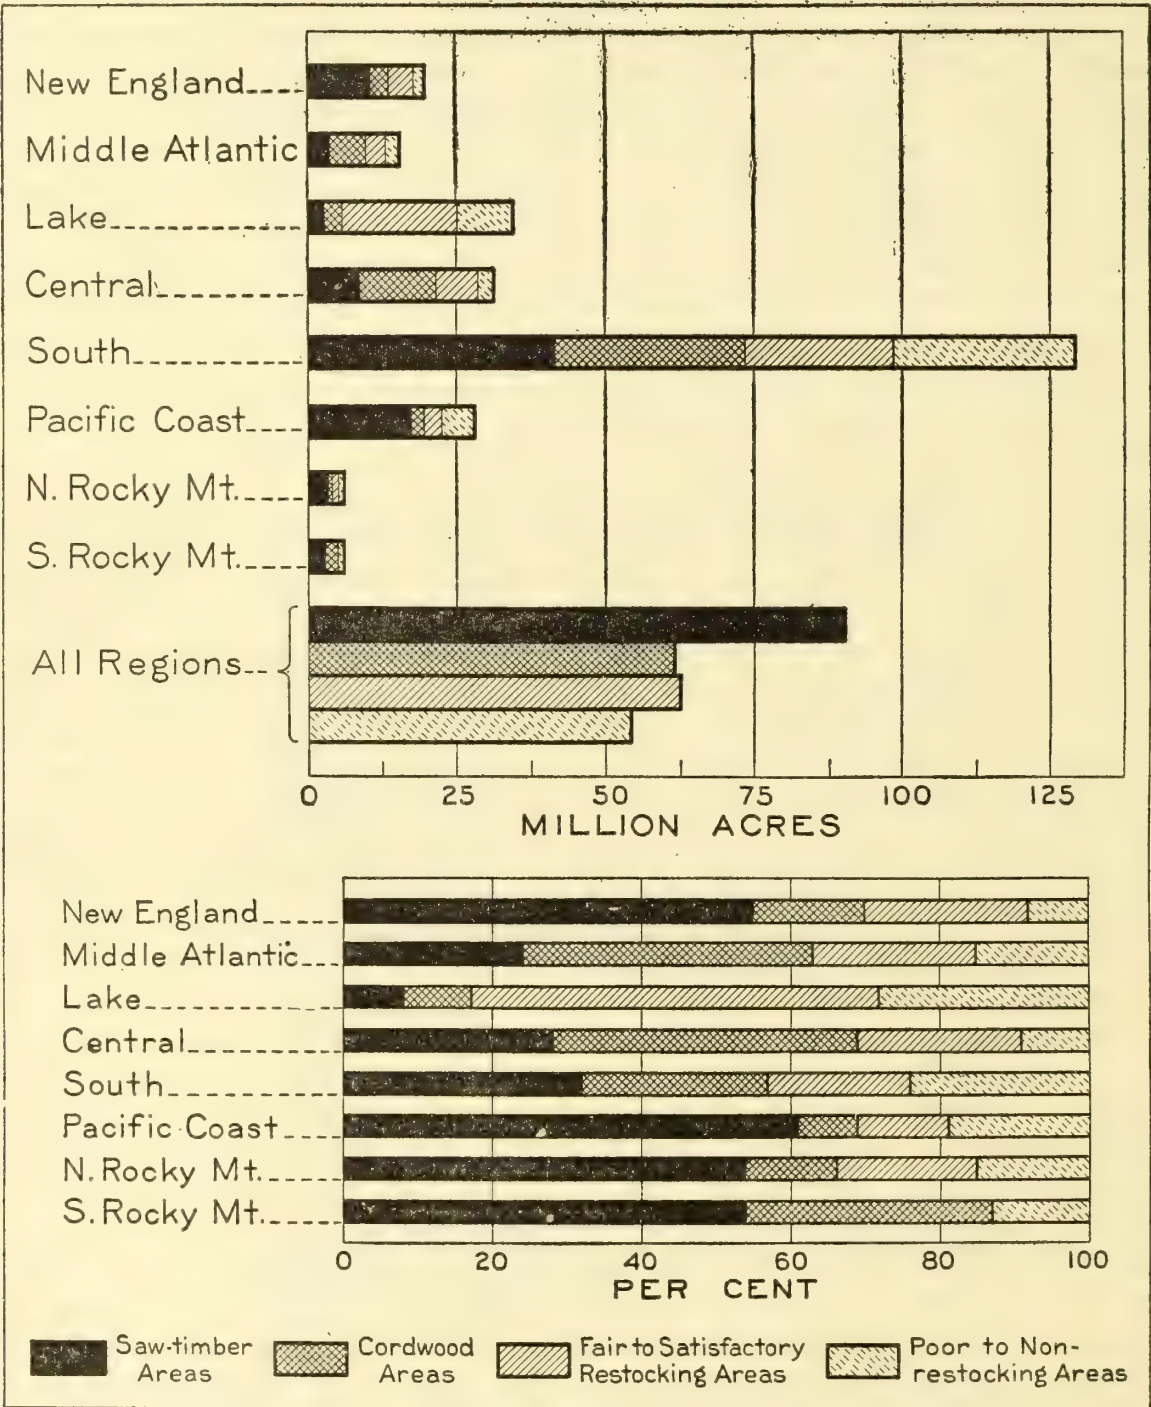 New England
Middle Atlantic
Lake
Central
South
Pacific Coast
N. Rocky Mt.
S. Rocky Mt.
All Regions
0 25 50 75 100 125
MILLION ACRES
New England
Middle Atlantic
Lake
Central
South
Pacific Coast
N. Rocky Mt.
S. Rocky Mt.
0 20 40 60 80 100
PER CENT
Saw-timber Cordwood Fair to Satisfactory Poor to Non-
Areas Areas Restocking Areas restocking Areas